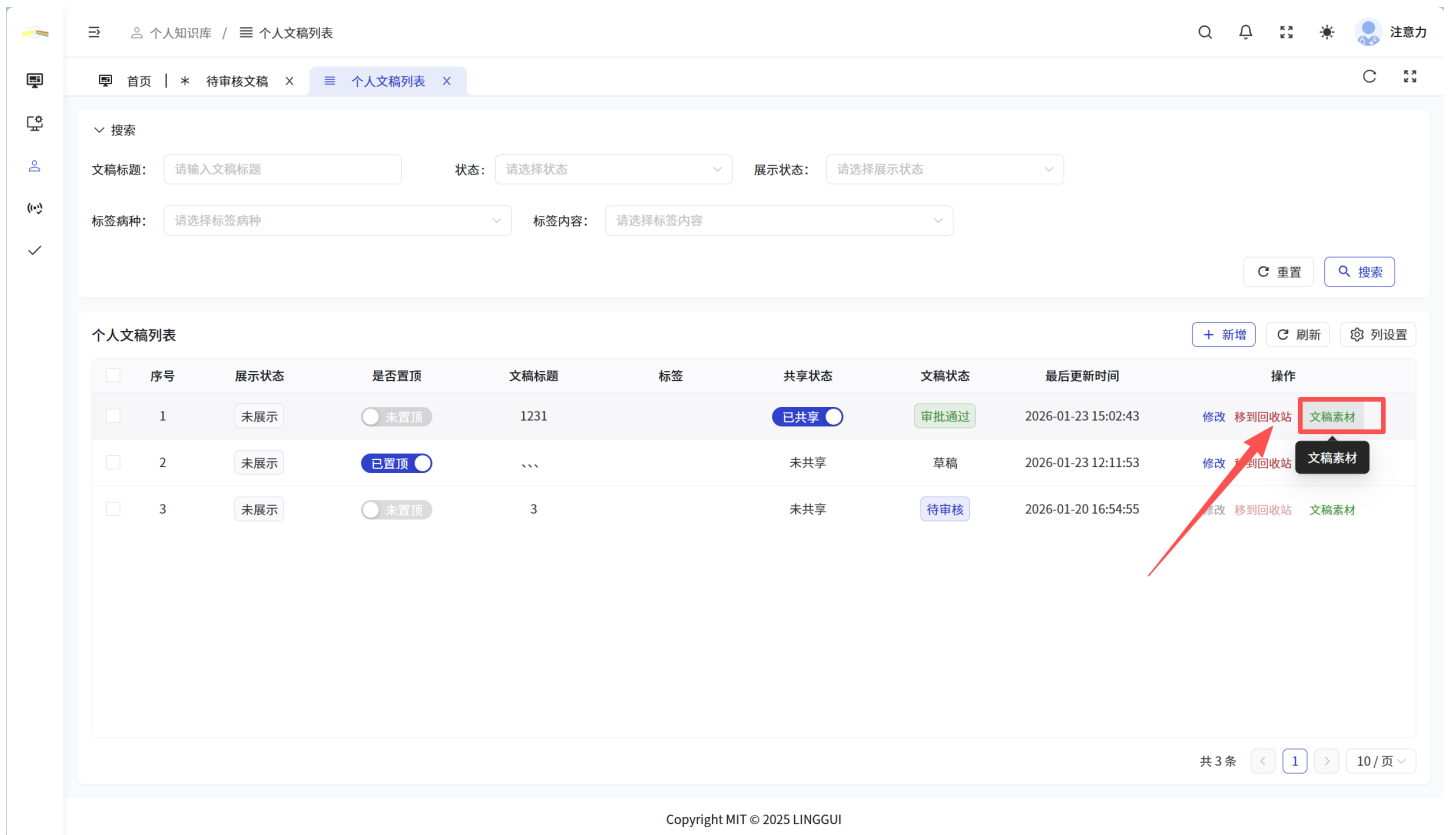 个人知识库 / 个人文稿列表 注意力
首页 | 待审核文稿 X 个人文稿列表 X
搜索
文稿标题： 请输入文稿标题 状态： 请选择状态 展示状态： 请选择展示状态
标签病种： 请选择标签病种 标签内容： 请选择标签内容
重置 搜索
个人文稿列表 + 新增 刷新 列设置
序号 展示状态 是否置顶 文稿标题 标签 共享状态 文稿状态 最后更新时间 操作
1 未展示 未置顶 1231 已共享 审批通过 2026-01-23 15:02:43 修改 移到回收站 文稿素材
2 未展示 已置顶 、、、 未共享 草稿 2026-01-23 12:11:53 修改 移到回收站 文稿素材
3 未展示 未置顶 3 未共享 待审核 2026-01-20 16:54:55 修改 移到回收站 文稿素材
共 3 条 < 1 > 10 / 页
Copyright MIT © 2025 LINGGUI